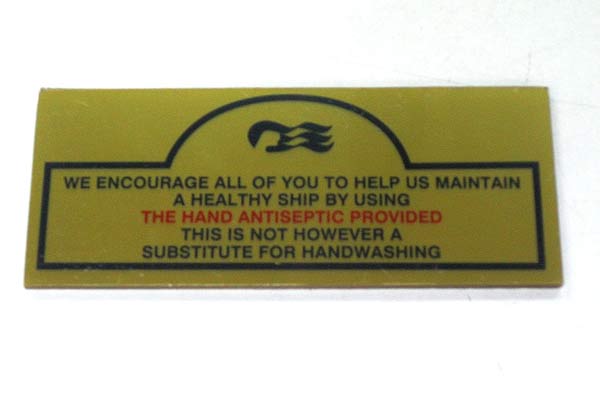 WE ENCOURAGE ALL OF YOU TO HELP US MAINTAIN
A HEALTHY SHIP BY USING
THE HAND ANTISEPTIC PROVIDED
THIS IS NOT HOWEVER A
SUBSTITUTE FOR HANDWASHING